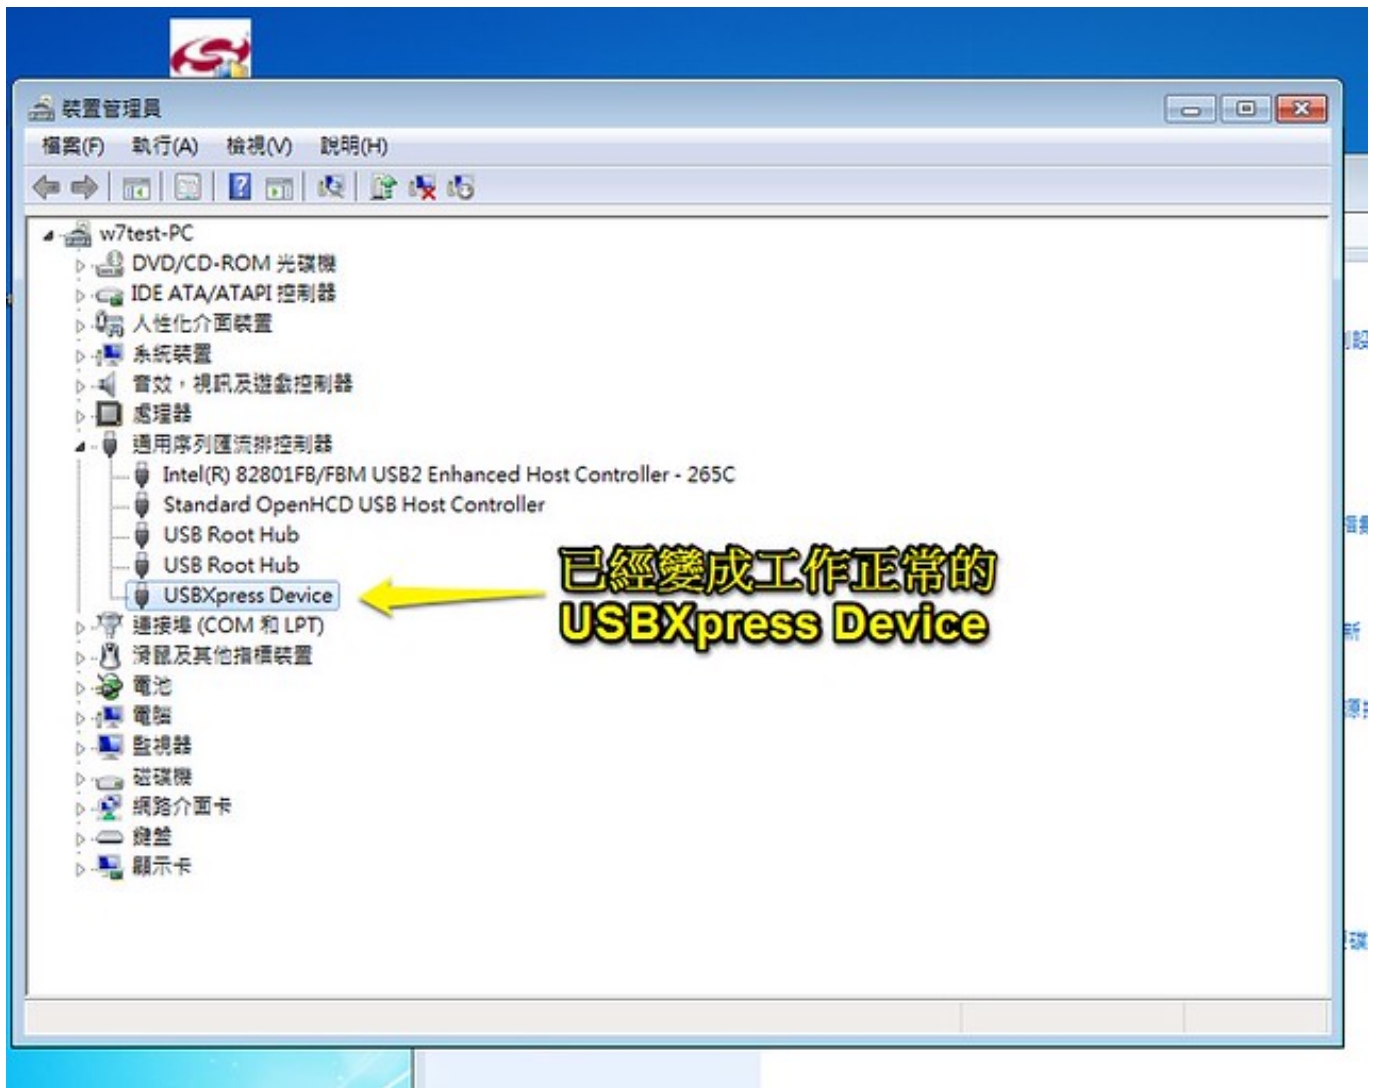 裝置管理員
檔案(F) 執行(A) 檢視(V) 說明(H)
w7test-PC
DVD/CD-ROM 光碟機
IDE ATA/ATAPI 控制器
人性化介面裝置
系統裝置
音效，視訊及遊戲控制器
處理器
通用序列匯流排控制器
Intel(R) 82801FB/FBM USB2 Enhanced Host Controller - 265C
Standard OpenHCD USB Host Controller
USB Root Hub
USB Root Hub
USBXpress Device
已經變成工作正常的
USBXpress Device
連接埠 (COM 和 LPT)
滑鼠及其他指標裝置
電池
電腦
監視器
磁碟機
網路介面卡
鍵盤
顯示卡